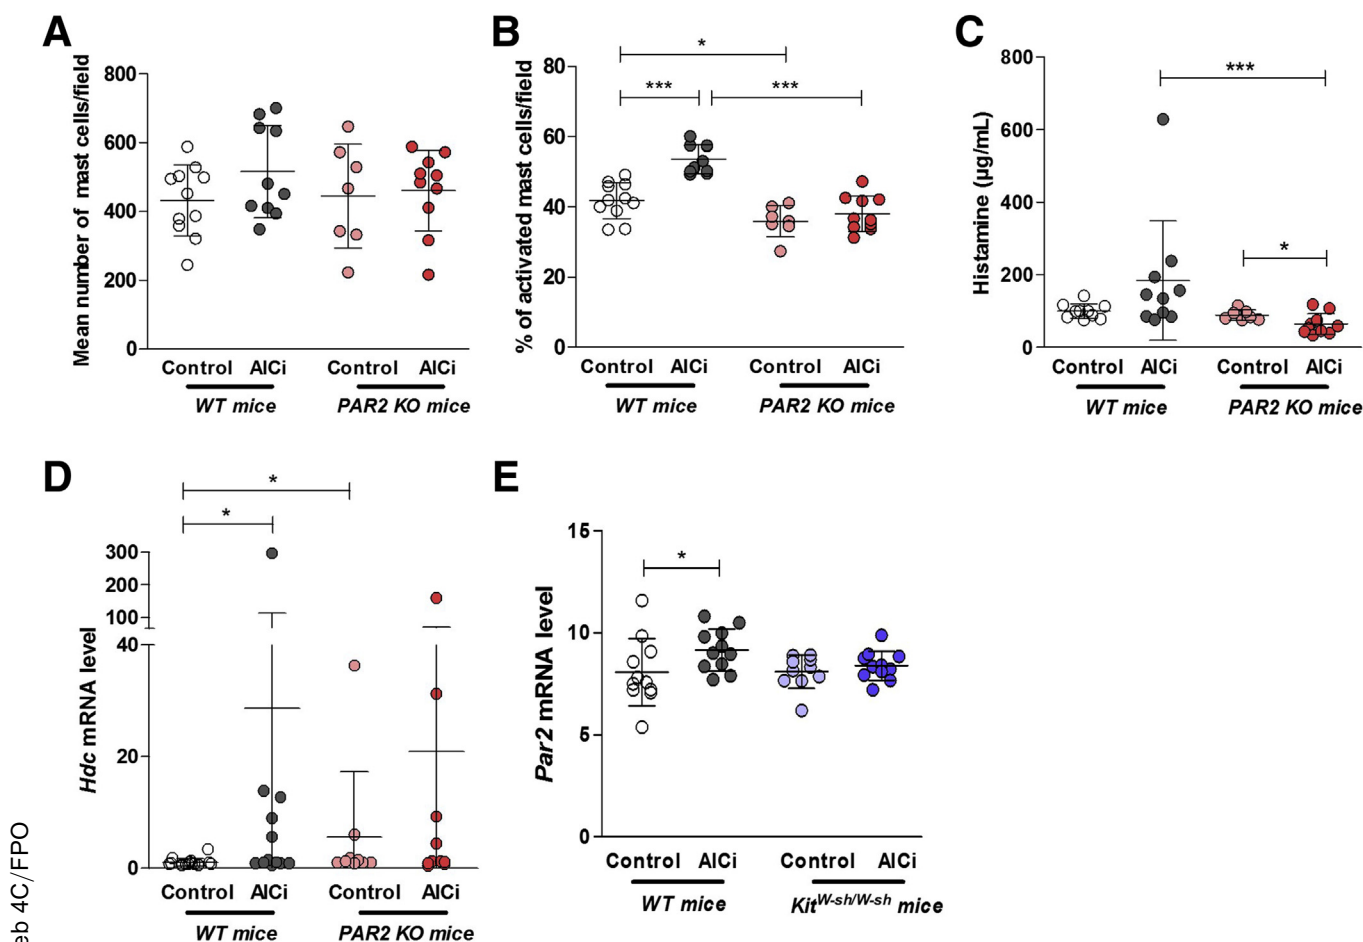 A
Mean number of mast cells/field
800
600
400
200
0
Control AICi Control AICi
WT mice PAR2 KO mice
B
% of activated mast cells/field
*
*** ***
80
60
40
20
0
Control AICi Control AICi
WT mice PAR2 KO mice
C
Histamine (µg/mL)
***
*
800
600
400
200
0
Control AICi Control AICi
WT mice PAR2 KO mice
D
Hdc mRNA level
*
*
300
200
100
40
20
0
Control AICi Control AICi
WT mice PAR2 KO mice
E
Par2 mRNA level
*
15
10
5
0
Control AICi Control AICi
WT mice Kit^W-sh/W-sh mice
eb 4C/FPO